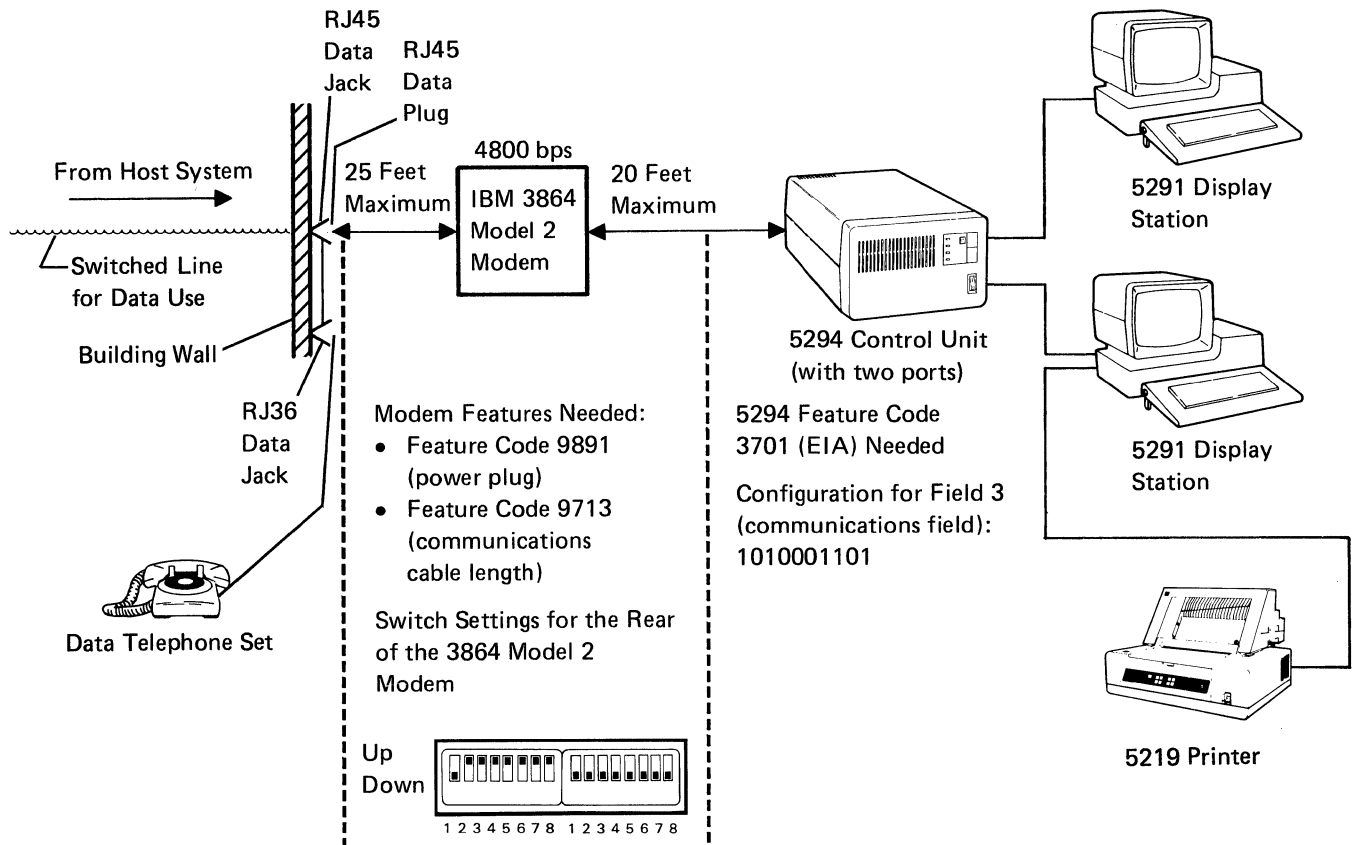 RJ45
Data
Jack
RJ45
Data
Plug
From Host System
Switched Line
for Data Use
Building Wall
RJ36
Data
Jack
Data Telephone Set
25 Feet
Maximum
4800 bps
IBM 3864
Model 2
Modem
20 Feet
Maximum
Modem Features Needed:
• Feature Code 9891
(power plug)
• Feature Code 9713
(communications
cable length)
Switch Settings for the Rear
of the 3864 Model 2
Modem
Up
Down
1 2 3 4 5 6 7 8 1 2 3 4 5 6 7 8
5294 Control Unit
(with two ports)
5294 Feature Code
3701 (EIA) Needed
Configuration for Field 3
(communications field):
1010001101
5291 Display
Station
5291 Display
Station
5219 Printer